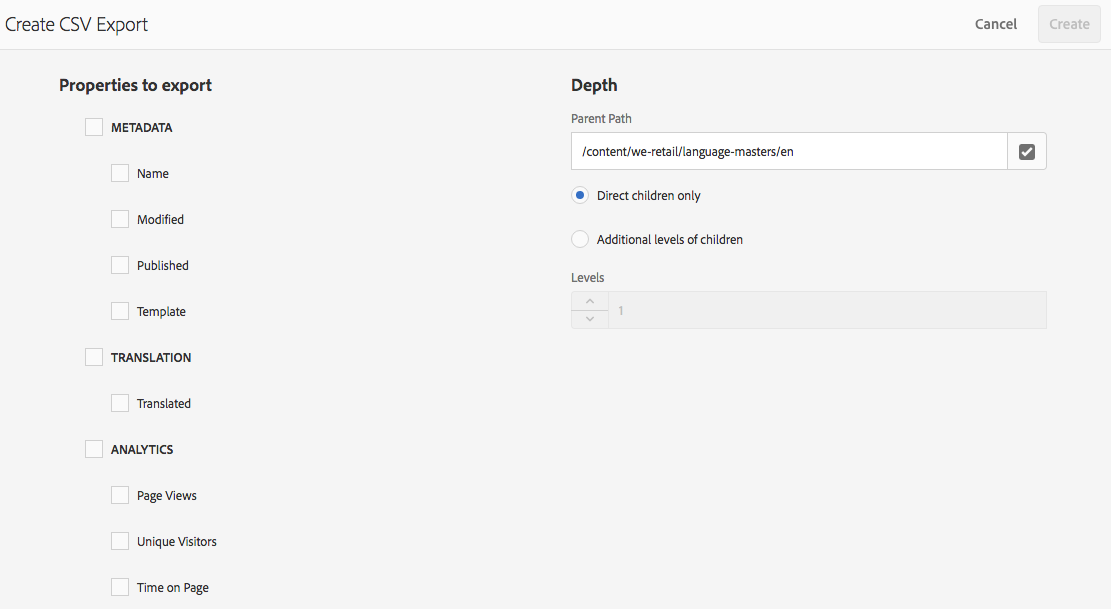 Create CSV Export
Cancel
Create
Properties to export
METADATA
Name
Modified
Published
Template
TRANSLATION
Translated
ANALYTICS
Page Views
Unique Visitors
Time on Page
Depth
Parent Path
/content/we-retail/language-masters/en
Direct children only
Additional levels of children
Levels
1